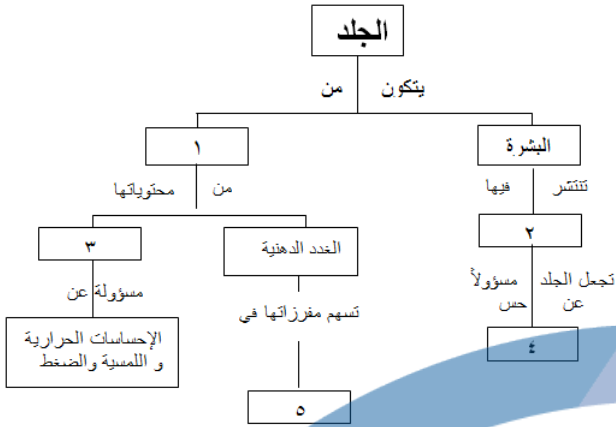 الجلد
يتكون من
البشرة
١
تنتشر فيها
من محتوياتها
٢
الغدد الدهنية
٣
تجعل الجلد مسؤولاً
عن حس
تسهم مفرزاتها في
مسؤولة عن
الإحساسات الحرارية
و اللمسية والضغط
٤
٥